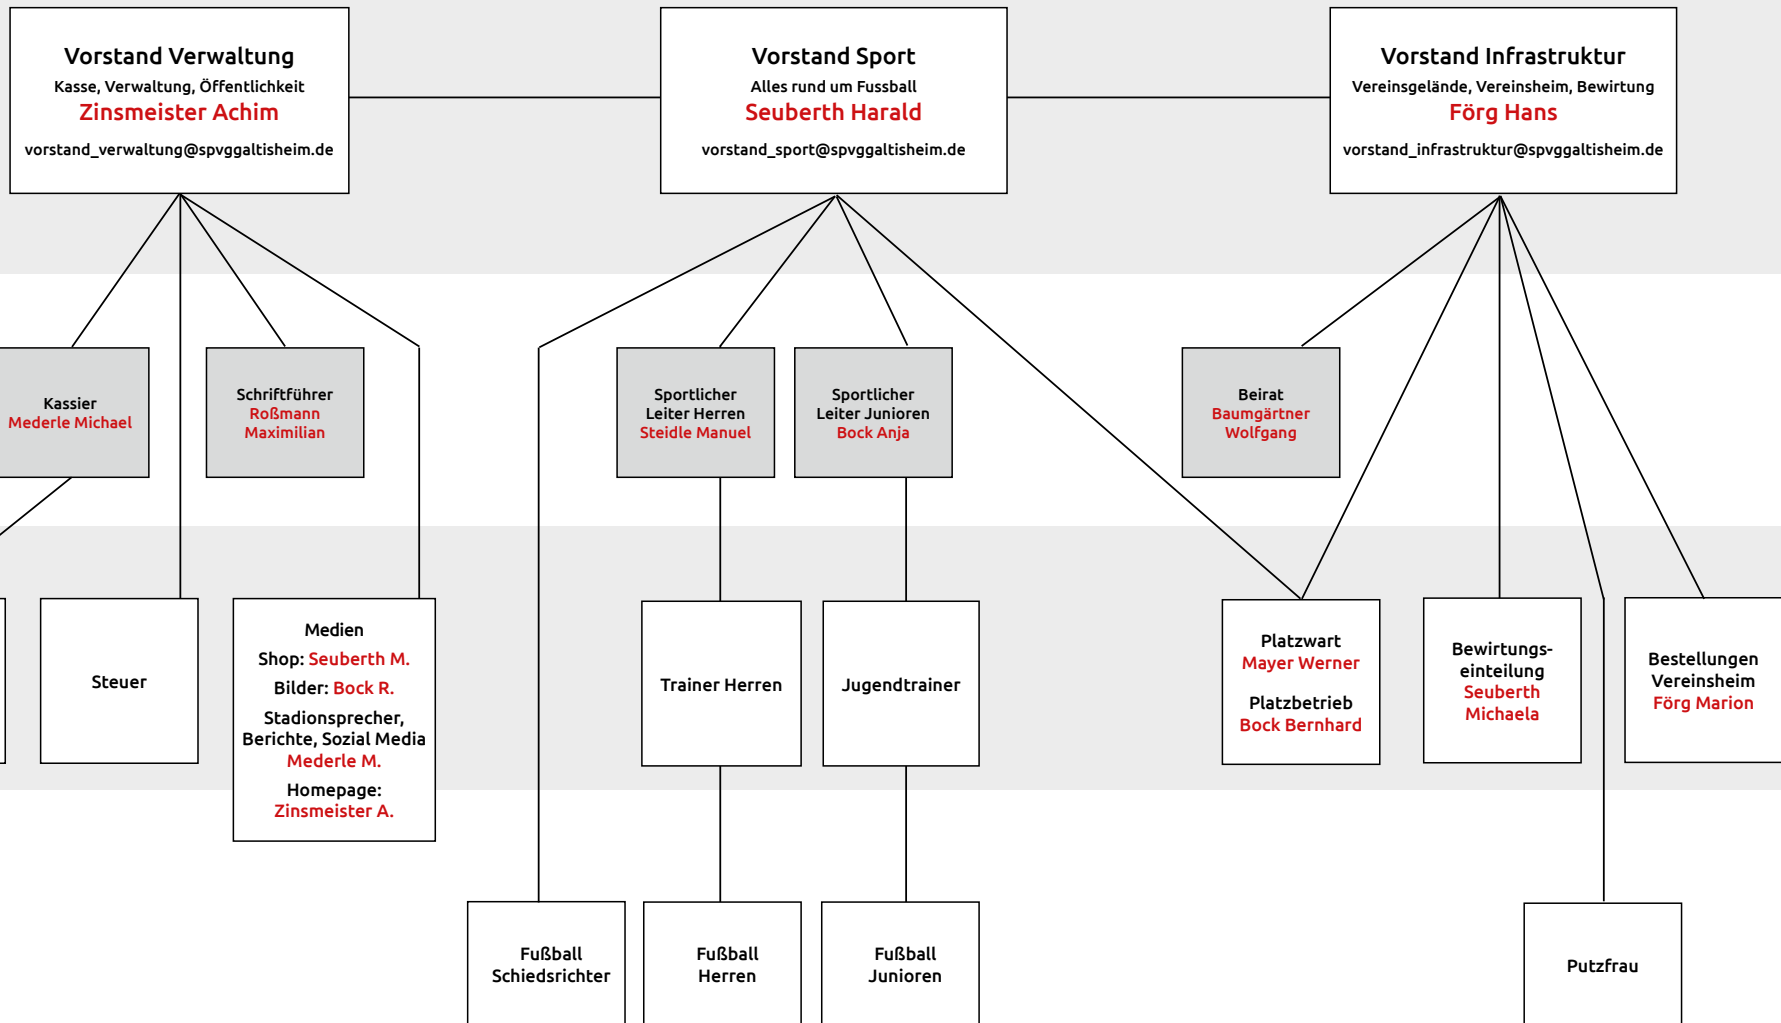 Vorstand Verwaltung
Kasse, Verwaltung, Öffentlichkeit
Zinsmeister Achim
vorstand_verwaltung@spvggaltisheim.de
Vorstand Sport
Alles rund um Fussball
Seuberth Harald
vorstand_sport@spvggaltisheim.de
Vorstand Infrastruktur
Vereinsgelände, Vereinsheim, Bewirtung
Förg Hans
vorstand_infrastruktur@spvggaltisheim.de
Kassier
Mederle Michael
Schriftführer
Roßmann
Maximilian
Sportlicher
Leiter Herren
Steidle Manuel
Sportlicher
Leiter Junioren
Bock Anja
Beirat
Baumgärtner
Wolfgang
Steuer
Medien
Shop: Seuberth M.
Bilder: Bock R.
Stadionsprecher,
Berichte, Sozial Media
Mederle M.
Homepage:
Zinsmeister A.
Trainer Herren
Jugendtrainer
Platzwart
Mayer Werner
Platzbetrieb
Bock Bernhard
Bewirtungs-
einteilung
Seuberth
Michaela
Bestellungen
Vereinsheim
Förg Marion
Fußball
Schiedsrichter
Fußball
Herren
Fußball
Junioren
Putzfrau